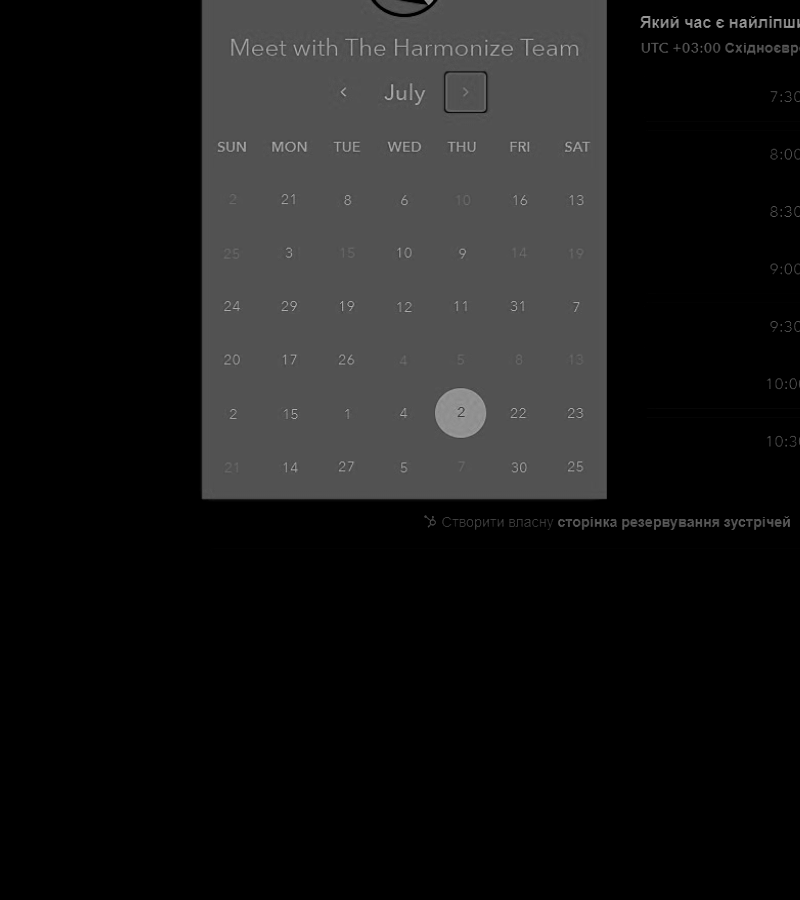 Meet with The Harmonize Team
July
SUN MON TUE WED THU FRI SAT
2 21 8 6 10 16 13
25 3 15 10 9 14 19
24 29 19 12 11 31 7
20 17 26 4 5 8 13
2 15 1 4 2 22 23
21 14 27 5 7 30 25
Який час є
UTC +03:00
7:30
8:00
8:30
9:00
9:30
10:00
10:30
Створити власну сторінка резервування зустрічей